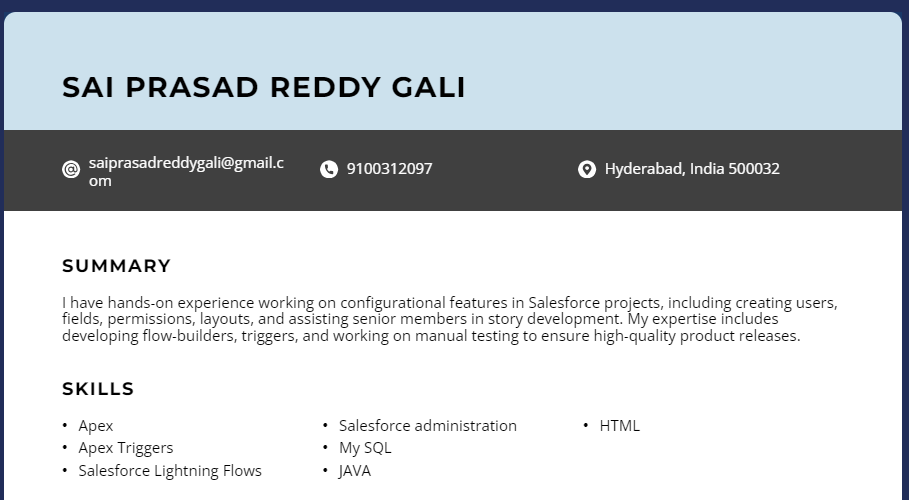 SAI PRASAD REDDY GALI
saiprasadreddygali@gmail.c
om
9100312097
Hyderabad, India 500032
SUMMARY
I have hands-on experience working on configurational features in Salesforce projects, including creating users,
fields, permissions, layouts, and assisting senior members in story development. My expertise includes
developing flow-builders, triggers, and working on manual testing to ensure high-quality product releases.
SKILLS
• Apex
• Apex Triggers
• Salesforce Lightning Flows
• Salesforce administration
• My SQL
• JAVA
• HTML